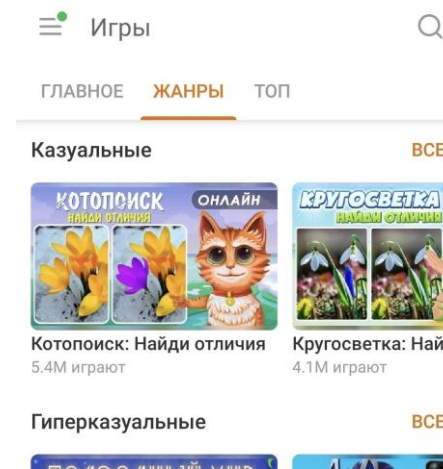 Игры
ГЛАВНОЕ ЖАНРЫ ТОП
Казуальные ВСЕ
КОТОПОИСК ОНЛАЙН
НАЙДИ ОТЛИЧИЯ
КРУГОСВЕТКА
НАЙДИ ОТЛИЧИЯ
Котопоиск: Найди отличия Кругосветка: Най
5.4M играют 4.1M играют
Гиперказуальные ВСЕ